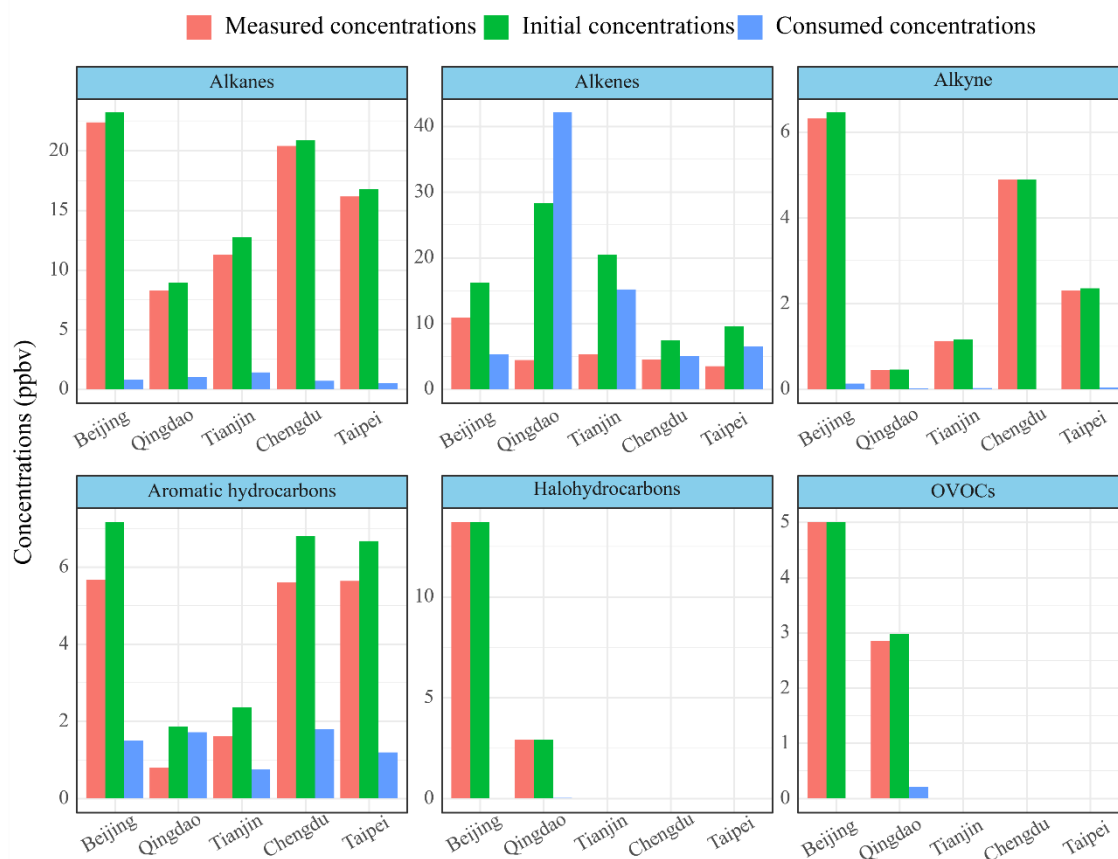 Measured concentrations Initial concentrations Consumed concentrations
Concentrations (ppbv)
Alkanes
20
15
10
5
0
Beijing Qingdao Tianjin Chengdu Taipei
Alkenes
40
30
20
10
0
Beijing Qingdao Tianjin Chengdu Taipei
Alkyne
6
4
2
0
Beijing Qingdao Tianjin Chengdu Taipei
Aromatic hydrocarbons
6
4
2
0
Beijing Qingdao Tianjin Chengdu Taipei
Halohydrocarbons
10
5
0
Beijing Qingdao Tianjin Chengdu Taipei
OVOCs
5
4
3
2
1
0
Beijing Qingdao Tianjin Chengdu Taipei